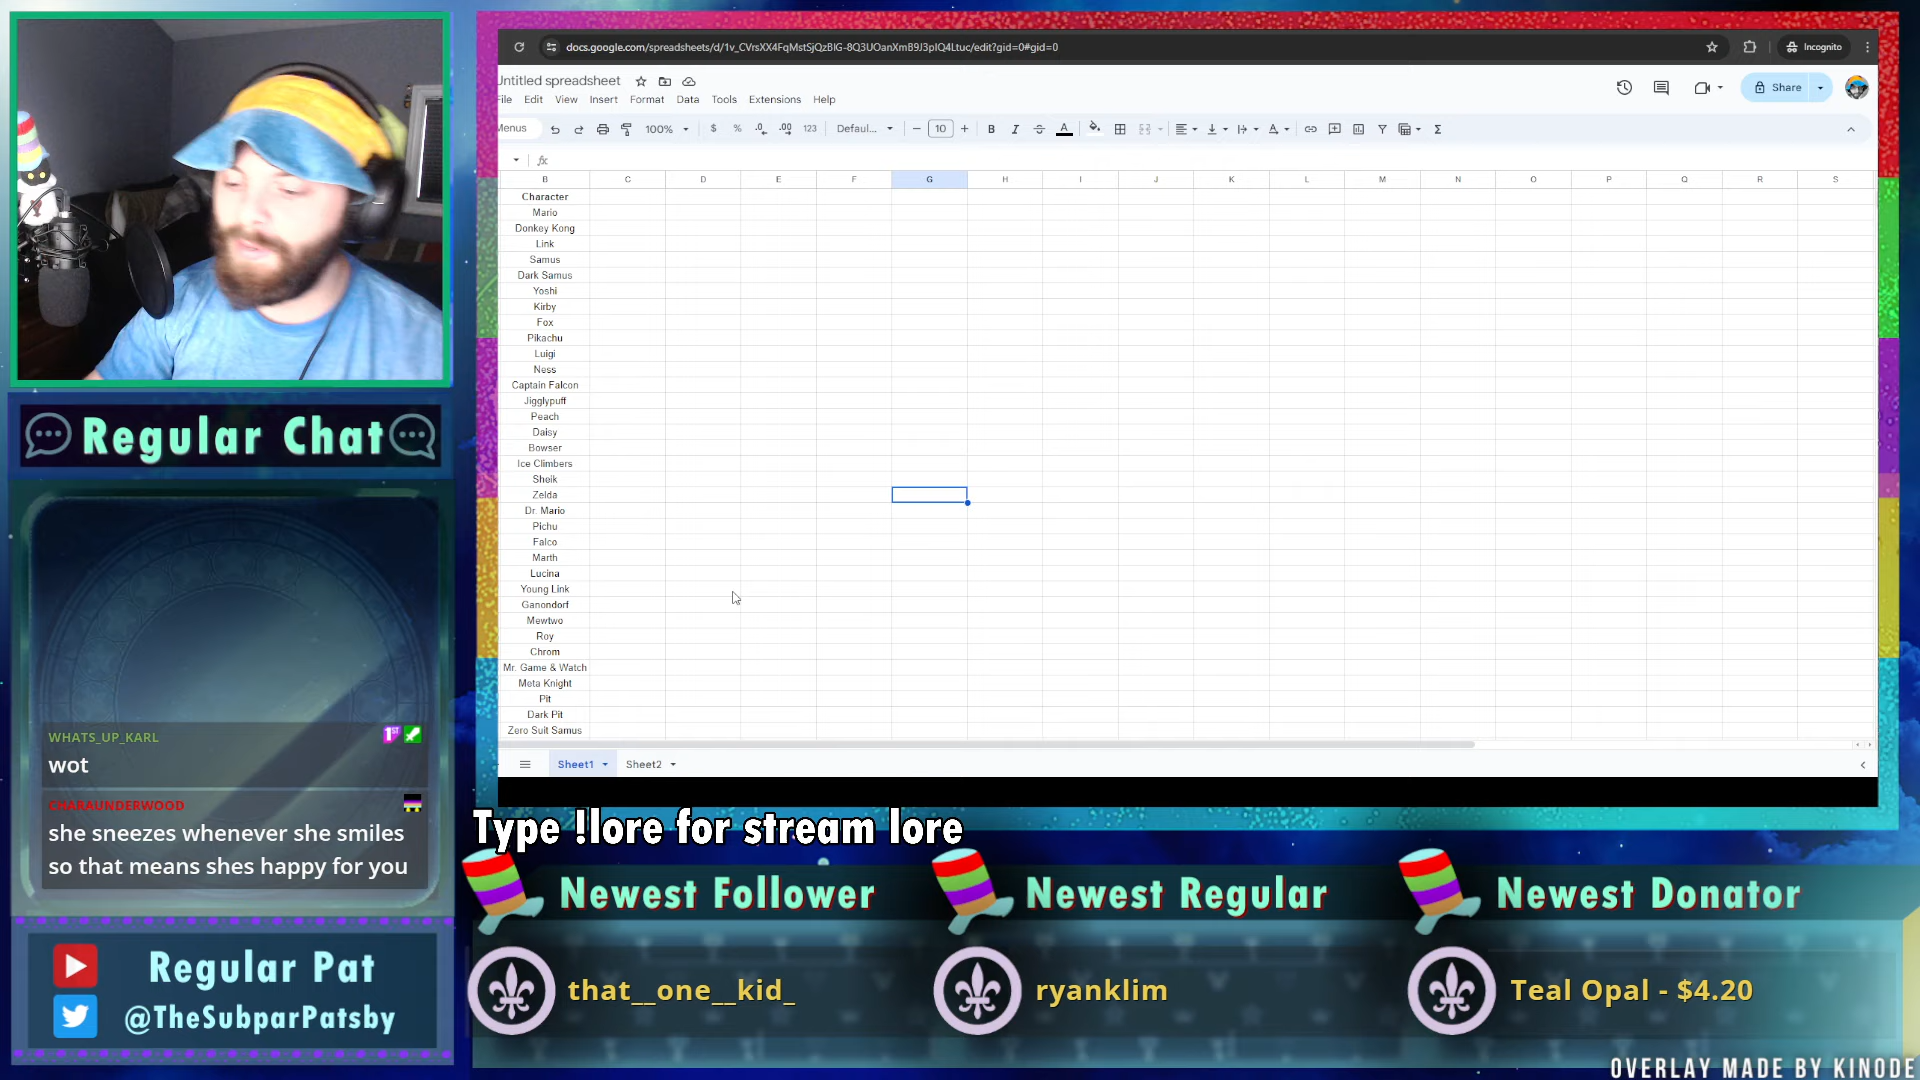 docs.google.com/spreadsheets/d/1v_CVrsXX4FqMstSjQzBIG-8Q3UOanXmB9J3pIQ4Ltuc/edit?gid=0#gid=0
Incognito
Untitled spreadsheet
Share
File Edit View Insert Format Data Tools Extensions Help
Menus 100% $ % .0 .00 123 Defaul... 10 B I A Σ
fx
B C D E F G H I J K L M N O P Q R S
Character
Mario
Donkey Kong
Link
Samus
Dark Samus
Yoshi
Kirby
Fox
Pikachu
Luigi
Ness
Captain Falcon
Jigglypuff
Peach
Daisy
Bowser
Ice Climbers
Sheik
Zelda
Dr. Mario
Pichu
Falco
Marth
Lucina
Young Link
Ganondorf
Mewtwo
Roy
Chrom
Mr. Game & Watch
Meta Knight
Pit
Dark Pit
Zero Suit Samus
Sheet1 Sheet2
Regular Chat
WHATS_UP_KARL 1ST
wot
CHARAUNDERWOOD
she sneezes whenever she smiles
so that means shes happy for you
Regular Pat
@TheSubparPatsby
Type !lore for stream lore
Newest Follower
that__one__kid_
Newest Regular
ryanklim
Newest Donator
Teal Opal - $4.20
OVERLAY MADE BY KINODE